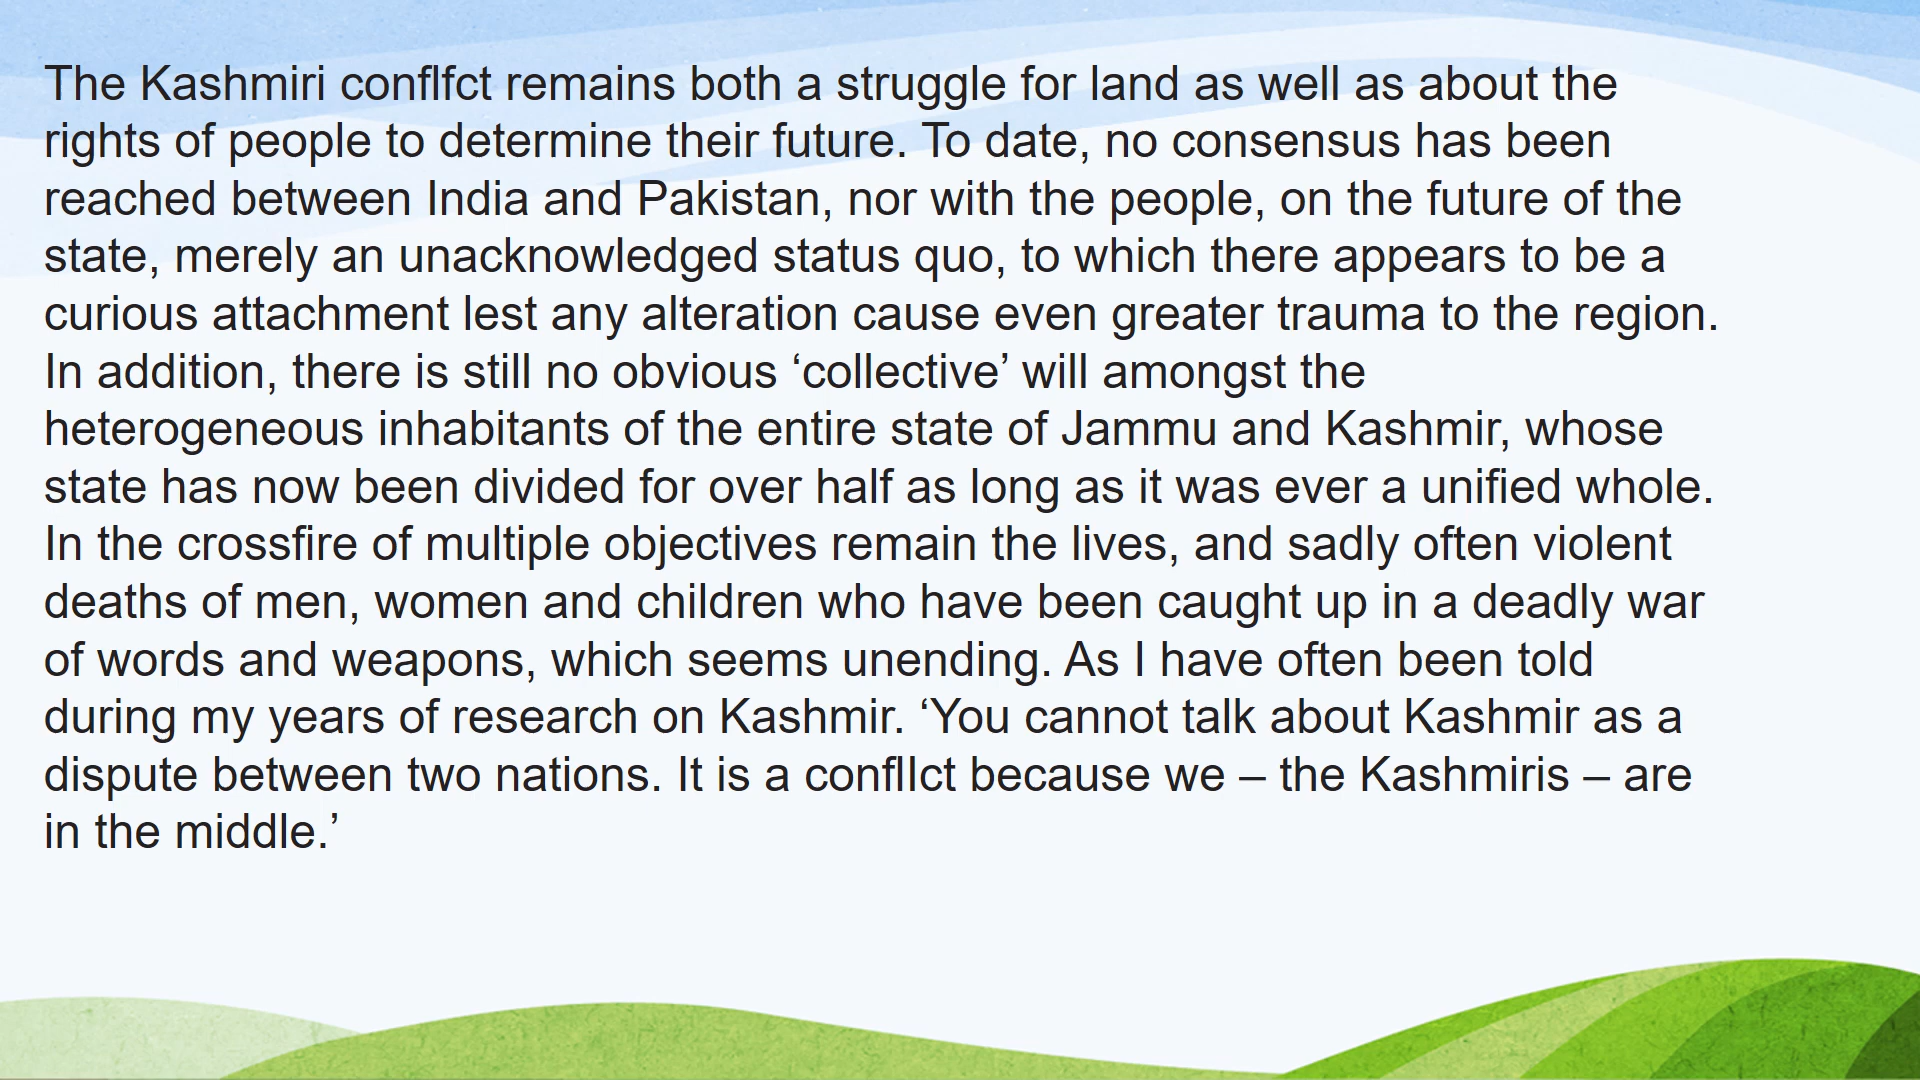 The Kashmiri conflfct remains both a struggle for land as well as about the
rights of people to determine their future. To date, no consensus has been
reached between India and Pakistan, nor with the people, on the future of the
state, merely an unacknowledged status quo, to which there appears to be a
curious attachment lest any alteration cause even greater trauma to the region.
In addition, there is still no obvious ‘collective’ will amongst the
heterogeneous inhabitants of the entire state of Jammu and Kashmir, whose
state has now been divided for over half as long as it was ever a unified whole.
In the crossfire of multiple objectives remain the lives, and sadly often violent
deaths of men, women and children who have been caught up in a deadly war
of words and weapons, which seems unending. As I have often been told
during my years of research on Kashmir. ‘You cannot talk about Kashmir as a
dispute between two nations. It is a conflIct because we – the Kashmiris – are
in the middle.’